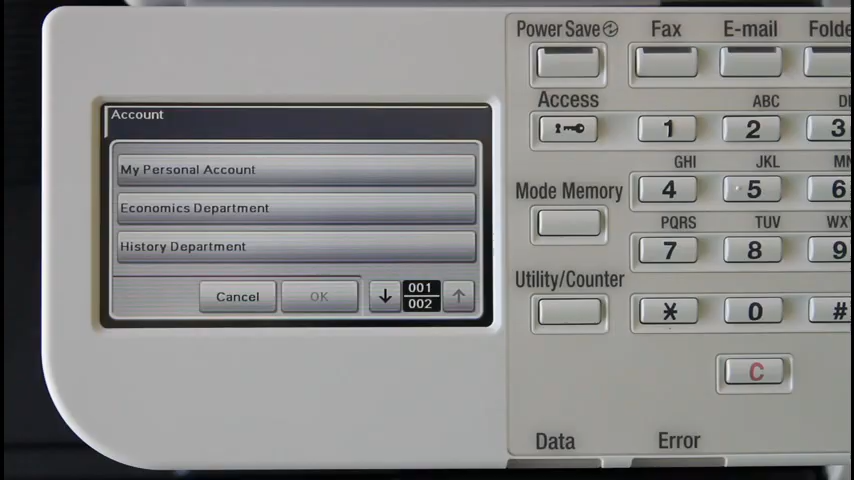 Account
My Personal Account
Economics Department
History Department
Cancel
OK
001
002
Power Save
Fax
E-mail
Access
ABC
1
2
3
GHI
JKL
4
5
6
Mode Memory
PQRS
TUV
7
8
9
Utility/Counter
*
0
#
C
Data
Error